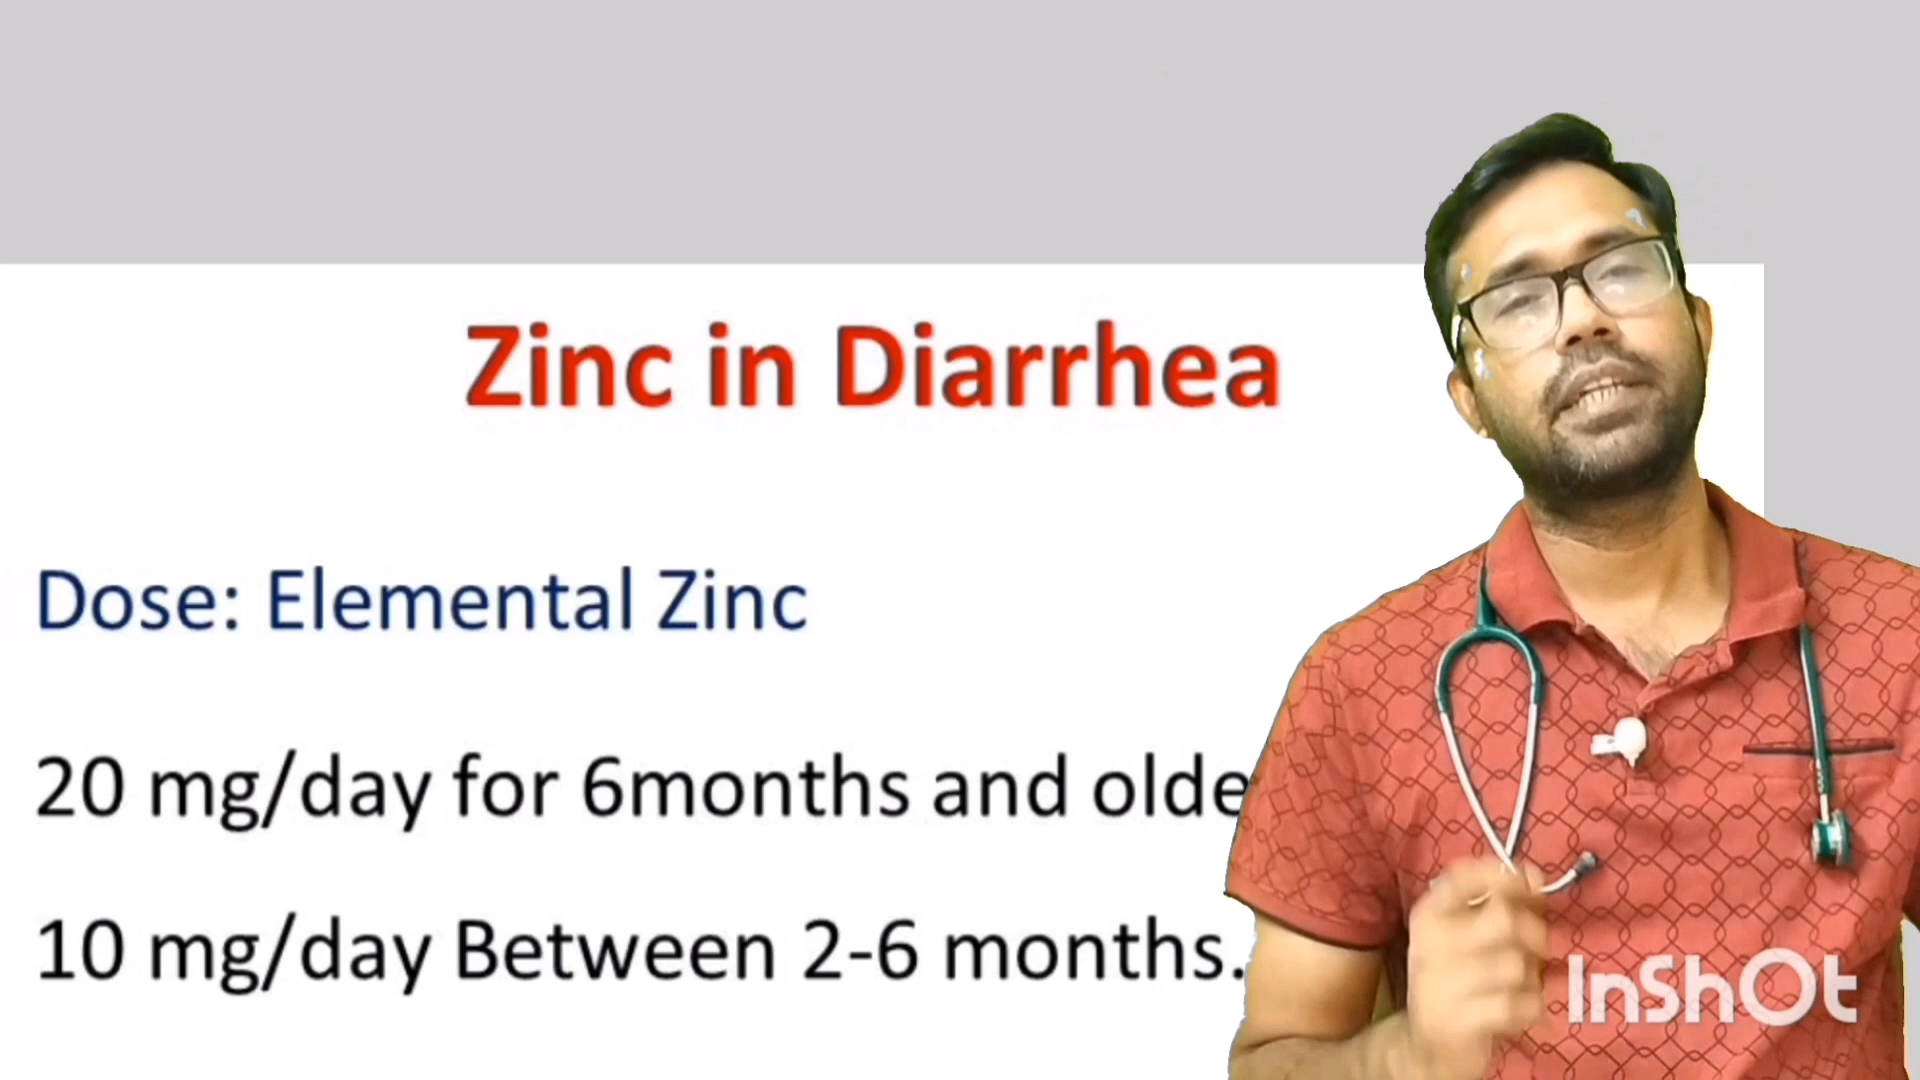 Zinc in Diarrhea
Dose: Elemental Zinc
20 mg/day for 6months and olde
10 mg/day Between 2-6 months.
InShOt